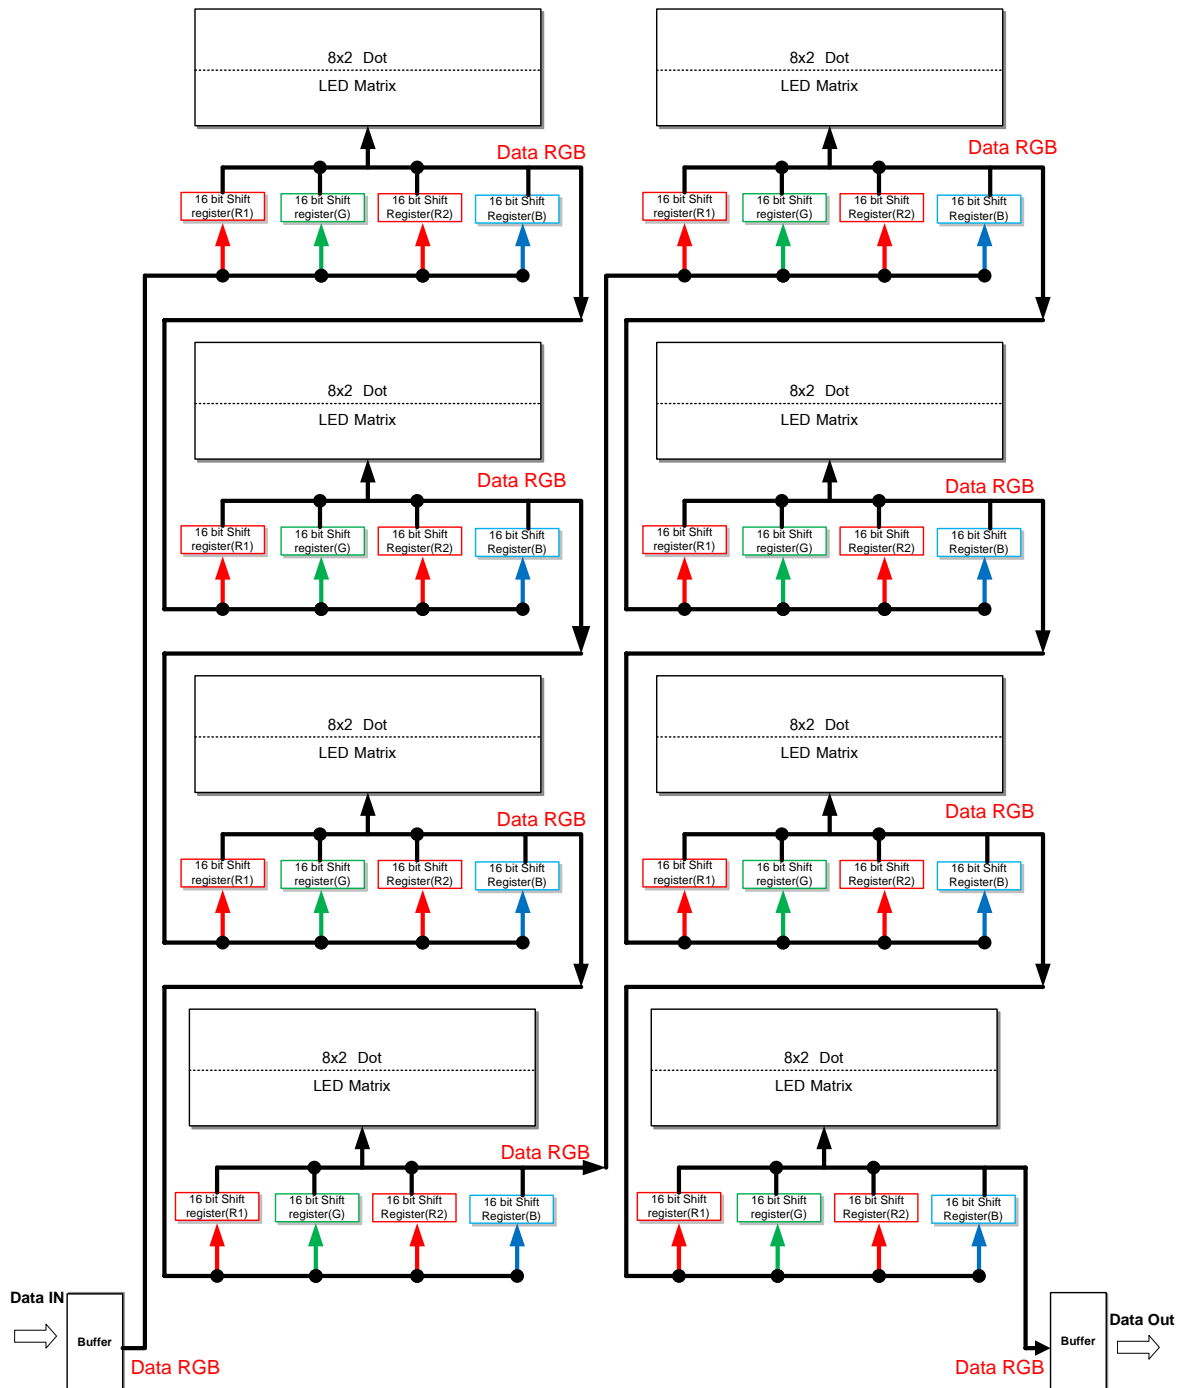 8x2 Dot
LED Matrix
Data RGB
16 bit Shift
register(R1)
16 bit Shift
register(G)
16 bit Shift
Register(R2)
16 bit Shift
Register(B)
8x2 Dot
LED Matrix
Data RGB
16 bit Shift
register(R1)
16 bit Shift
register(G)
16 bit Shift
Register(R2)
16 bit Shift
Register(B)
8x2 Dot
LED Matrix
Data RGB
16 bit Shift
register(R1)
16 bit Shift
register(G)
16 bit Shift
Register(R2)
16 bit Shift
Register(B)
8x2 Dot
LED Matrix
Data RGB
16 bit Shift
register(R1)
16 bit Shift
register(G)
16 bit Shift
Register(R2)
16 bit Shift
Register(B)
8x2 Dot
LED Matrix
Data RGB
16 bit Shift
register(R1)
16 bit Shift
register(G)
16 bit Shift
Register(R2)
16 bit Shift
Register(B)
8x2 Dot
LED Matrix
Data RGB
16 bit Shift
register(R1)
16 bit Shift
register(G)
16 bit Shift
Register(R2)
16 bit Shift
Register(B)
8x2 Dot
LED Matrix
Data RGB
16 bit Shift
register(R1)
16 bit Shift
register(G)
16 bit Shift
Register(R2)
16 bit Shift
Register(B)
8x2 Dot
LED Matrix
16 bit Shift
register(R1)
16 bit Shift
register(G)
16 bit Shift
Register(R2)
16 bit Shift
Register(B)
Data IN
Buffer
Data RGB
Data RGB
Buffer
Data Out